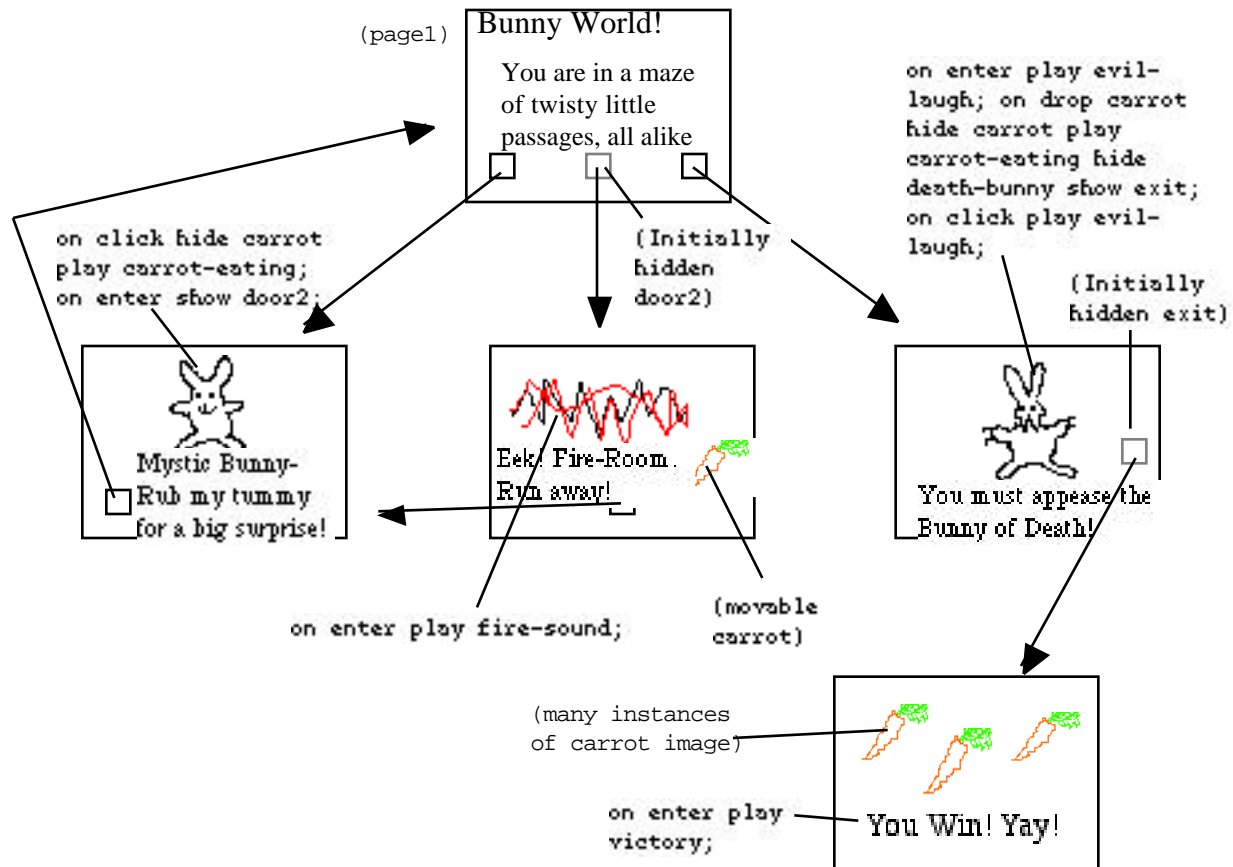 (page1)
Bunny World!
You are in a maze
of twisty little
passages, all alike
on enter play evil-
laugh; on drop carrot
hide carrot play
carrot-eating hide
death-bunny show exit;
on click play evil-
laugh;
on click hide carrot
play carrot-eating;
on enter show door2;
(Initially
hidden
door2)
(Initially
hidden exit)
Mystic Bunny-
Rub my tummy
for a big surprise!
Eek! Fire-Room.
Run away!
You must appease the
Bunny of Death!
on enter play fire-sound;
(movable
carrot)
(many instances
of carrot image)
on enter play
victory;
You Win! Yay!